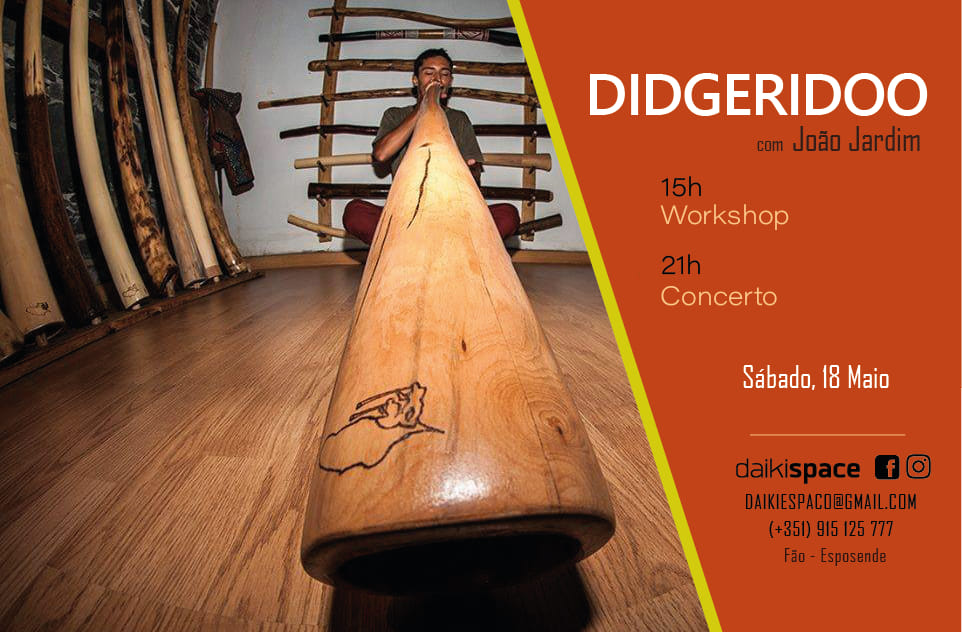 DIDGERIDOO
com João Jardim
15h
Workshop
21h
Concerto
Sábado, 18 Maio
daikispace
DAIKIESPACO@GMAIL.COM
(+351) 915 125 777
Fão - Esposende